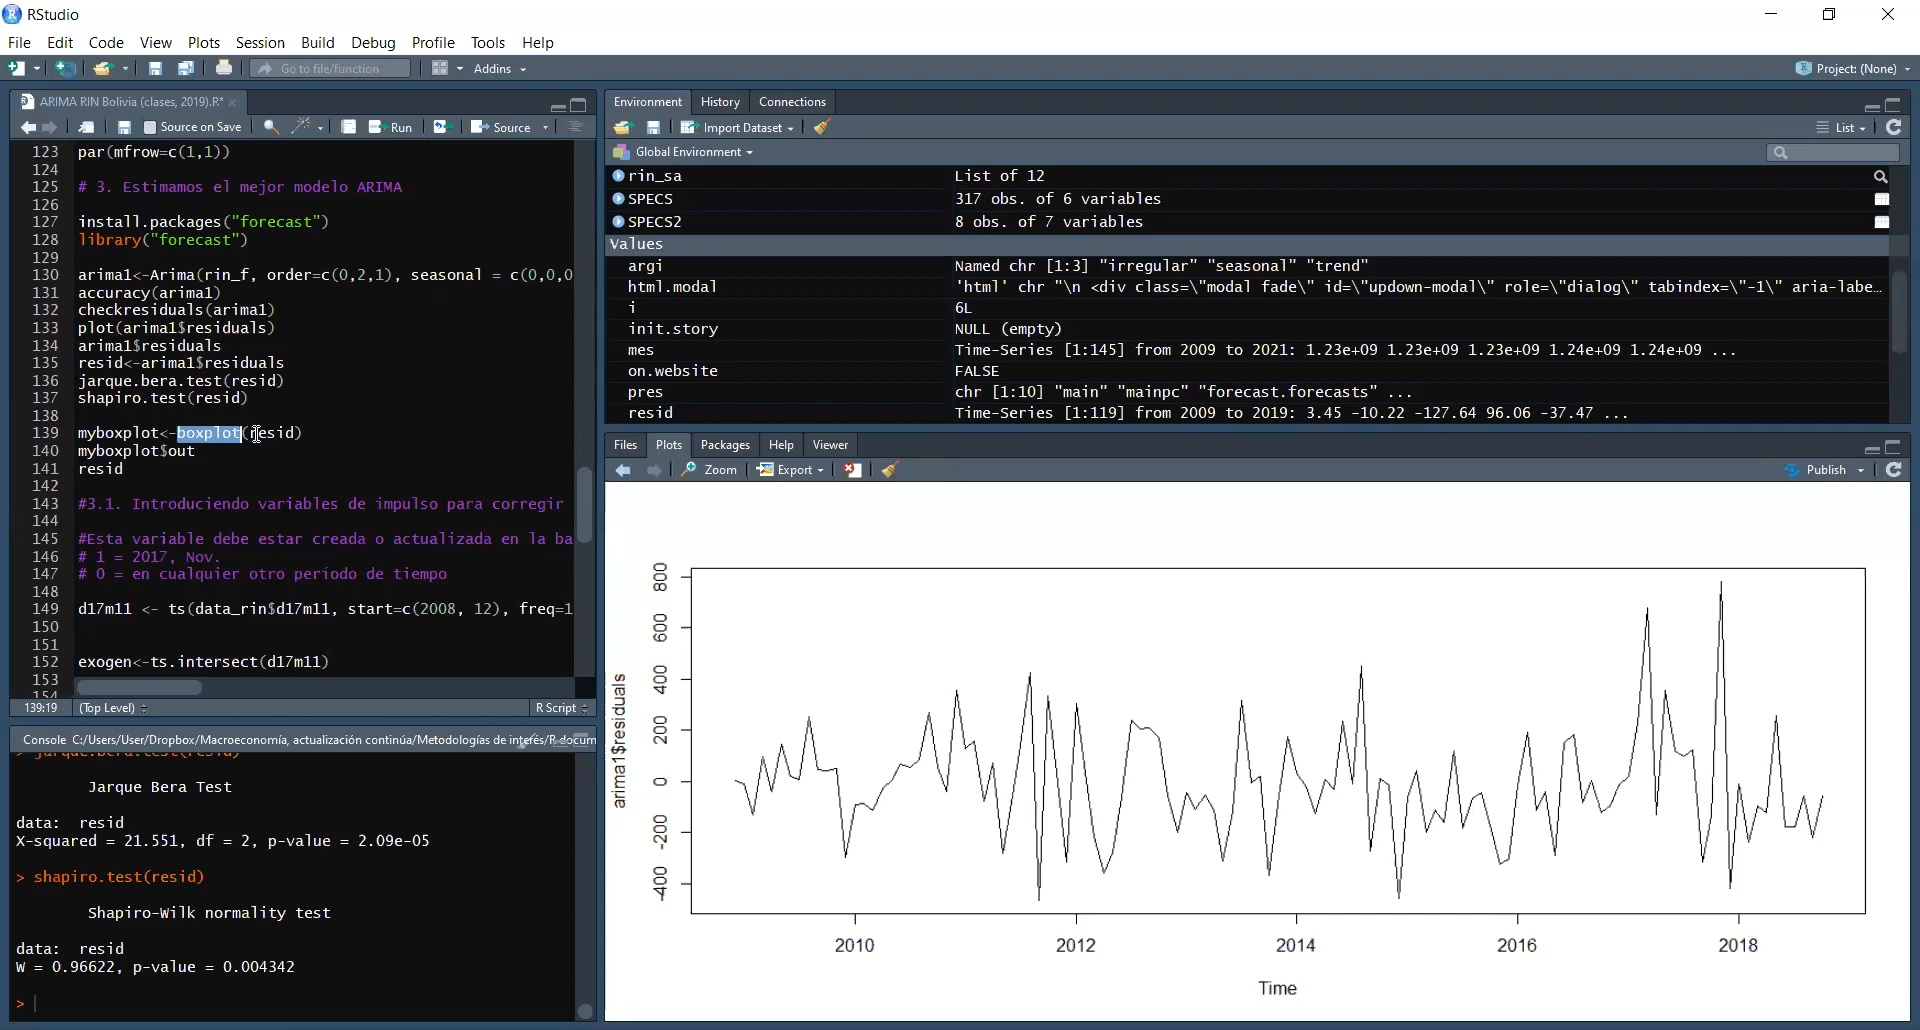 RStudio
File Edit Code View Plots Session Build Debug Profile Tools Help
Go to file/function Addins Project: (None)
ARIMA RIN Bolivia (clases, 2019).R*
Source on Save Run Source
123 par(mfrow=c(1,1))
124
125 # 3. Estimamos el mejor modelo ARIMA
126
127 install.packages("forecast")
128 library("forecast")
129
130 arima1<-Arima(rin_f, order=c(0,2,1), seasonal = c(0,0,0
131 accuracy(arima1)
132 checkresiduals(arima1)
133 plot(arima1$residuals)
134 arima1$residuals
135 resid<-arima1$residuals
136 jarque.bera.test(resid)
137 shapiro.test(resid)
138
139 myboxplot<-boxplot(resid)
140 myboxplot$out
141 resid
142
143 #3.1. Introduciendo variables de impulso para corregir
144
145 #Esta variable debe estar creada o actualizada en la ba
146 # 1 = 2017, Nov.
147 # 0 = en cualquier otro período de tiempo
148
149 d17m11 <- ts(data_rin$d17m11, start=c(2008, 12), freq=1
150
151
152 exogen<-ts.intersect(d17m11)
153
154
139:19 (Top Level) R Script
Console C:/Users/User/Dropbox/Macroeconomía, actualización continúa/Metodologías de interés/R docum
> jarque.bera.test(resid)
Jarque Bera Test
data: resid
X-squared = 21.551, df = 2, p-value = 2.09e-05
> shapiro.test(resid)
Shapiro-Wilk normality test
data: resid
W = 0.96622, p-value = 0.004342
>
Environment History Connections
Import Dataset List
Global Environment
rin_sa List of 12
SPECS 317 obs. of 6 variables
SPECS2 8 obs. of 7 variables
Values
argi Named chr [1:3] "irregular" "seasonal" "trend"
html.modal 'html' chr "\n <div class=\"modal fade\" id=\"updown-modal\" role=\"dialog\" tabindex=\"-1\" aria-labe...
i 6L
init.story NULL (empty)
mes Time-Series [1:145] from 2009 to 2021: 1.23e+09 1.23e+09 1.23e+09 1.24e+09 1.24e+09 ...
on.website FALSE
pres chr [1:10] "main" "mainpc" "forecast.forecasts" ...
resid Time-Series [1:119] from 2009 to 2019: 3.45 -10.22 -127.64 96.06 -37.47 ...
Files Plots Packages Help Viewer
Zoom Export Publish
arima1$residuals
800
600
400
200
0
-200
-400
2010 2012 2014 2016 2018
Time